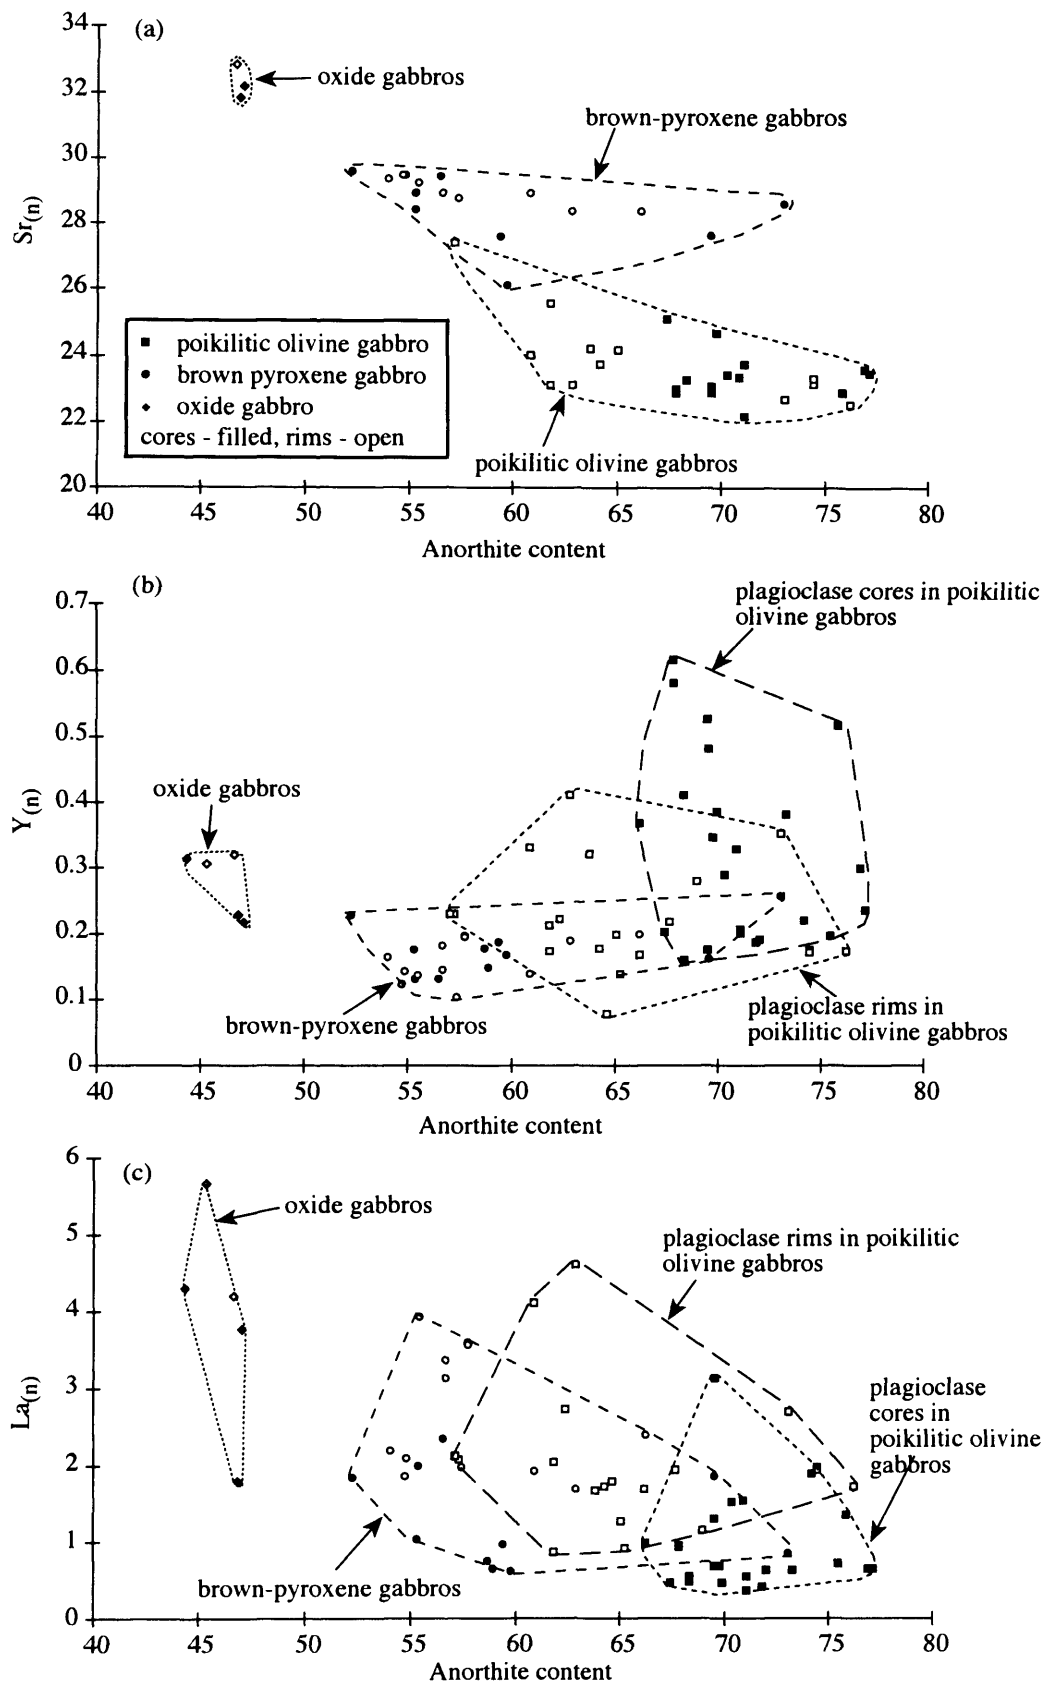 (a)
34
32
30
28
26
24
22
20
Sr(n)
oxide gabbros
brown-pyroxene gabbros
poikilitic olivine gabbro
brown pyroxene gabbro
oxide gabbro
cores - filled, rims - open
poikilitic olivine gabbros
40 45 50 55 60 65 70 75 80
Anorthite content
(b)
0.7
0.6
0.5
0.4
0.3
0.2
0.1
0
Y(n)
plagioclase cores in poikilitic
olivine gabbros
oxide gabbros
brown-pyroxene gabbros
plagioclase rims in
poikilitic olivine gabbros
40 45 50 55 60 65 70 75 80
Anorthite content
(c)
6
5
4
3
2
1
0
La(n)
oxide gabbros
plagioclase rims in poikilitic
olivine gabbros
plagioclase
cores in
poikilitic olivine
gabbros
brown-pyroxene gabbros
40 45 50 55 60 65 70 75 80
Anorthite content